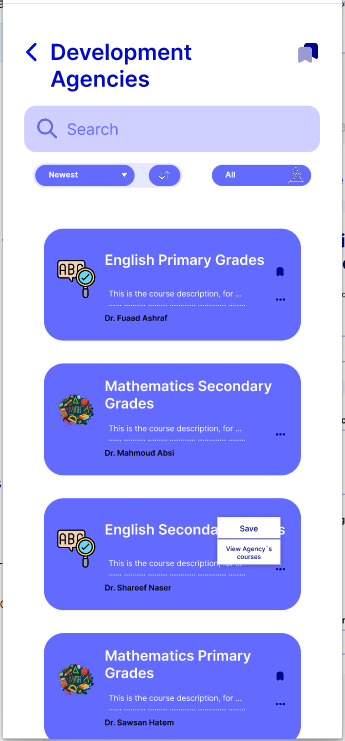 Development
Agencies
Search
Newest
All
ABC
English Primary Grades
This is the course description, for ...
...... .................. .................. .................. ..................
Dr. Fuaad Ashraf
Mathematics Secondary
Grades
MATH
This is the course description, for ...
...... .................. .................. .................. ..................
Dr. Mahmoud Absi
ABC
English Seconda
s
Save
View Agency`s
courses
This is the course description, for ...
...... .................. .................. .................. ..................
Dr. Shareef Naser
Mathematics Primary
Grades
MATH
This is the course description, for ...
...... .................. .................. .................. ..................
Dr. Sawsan Hatem